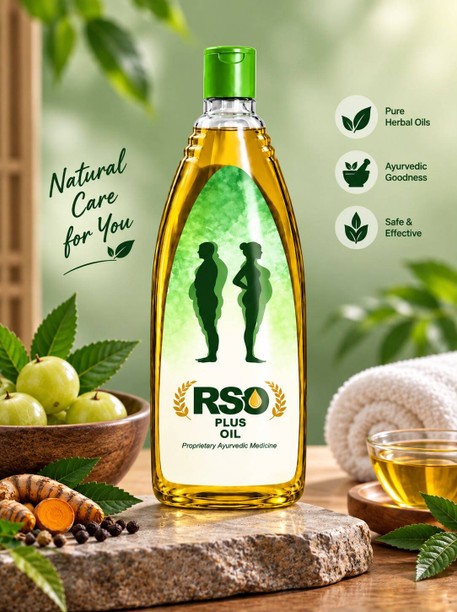 Natural
Care
for You
Pure
Herbal Oils
Ayurvedic
Goodness
Safe &
Effective
RSO
PLUS
OIL
Proprietary Ayurvedic Medicine